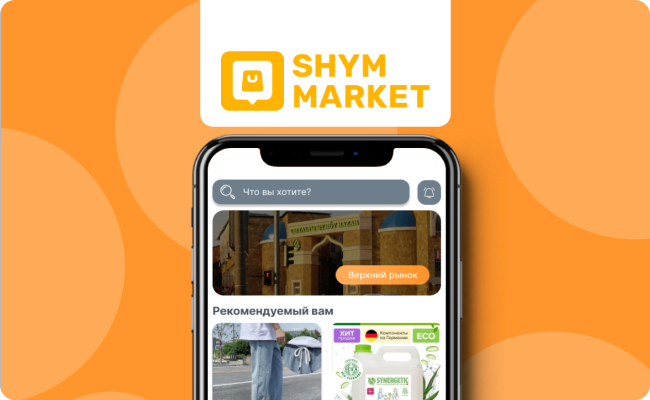 SHYM
MARKET
Что вы хотите?
Верхний рынок
Рекомендуемый вам
ХИТ
продаж
Компоненты
из Германии
ECO
SYNERGETIC